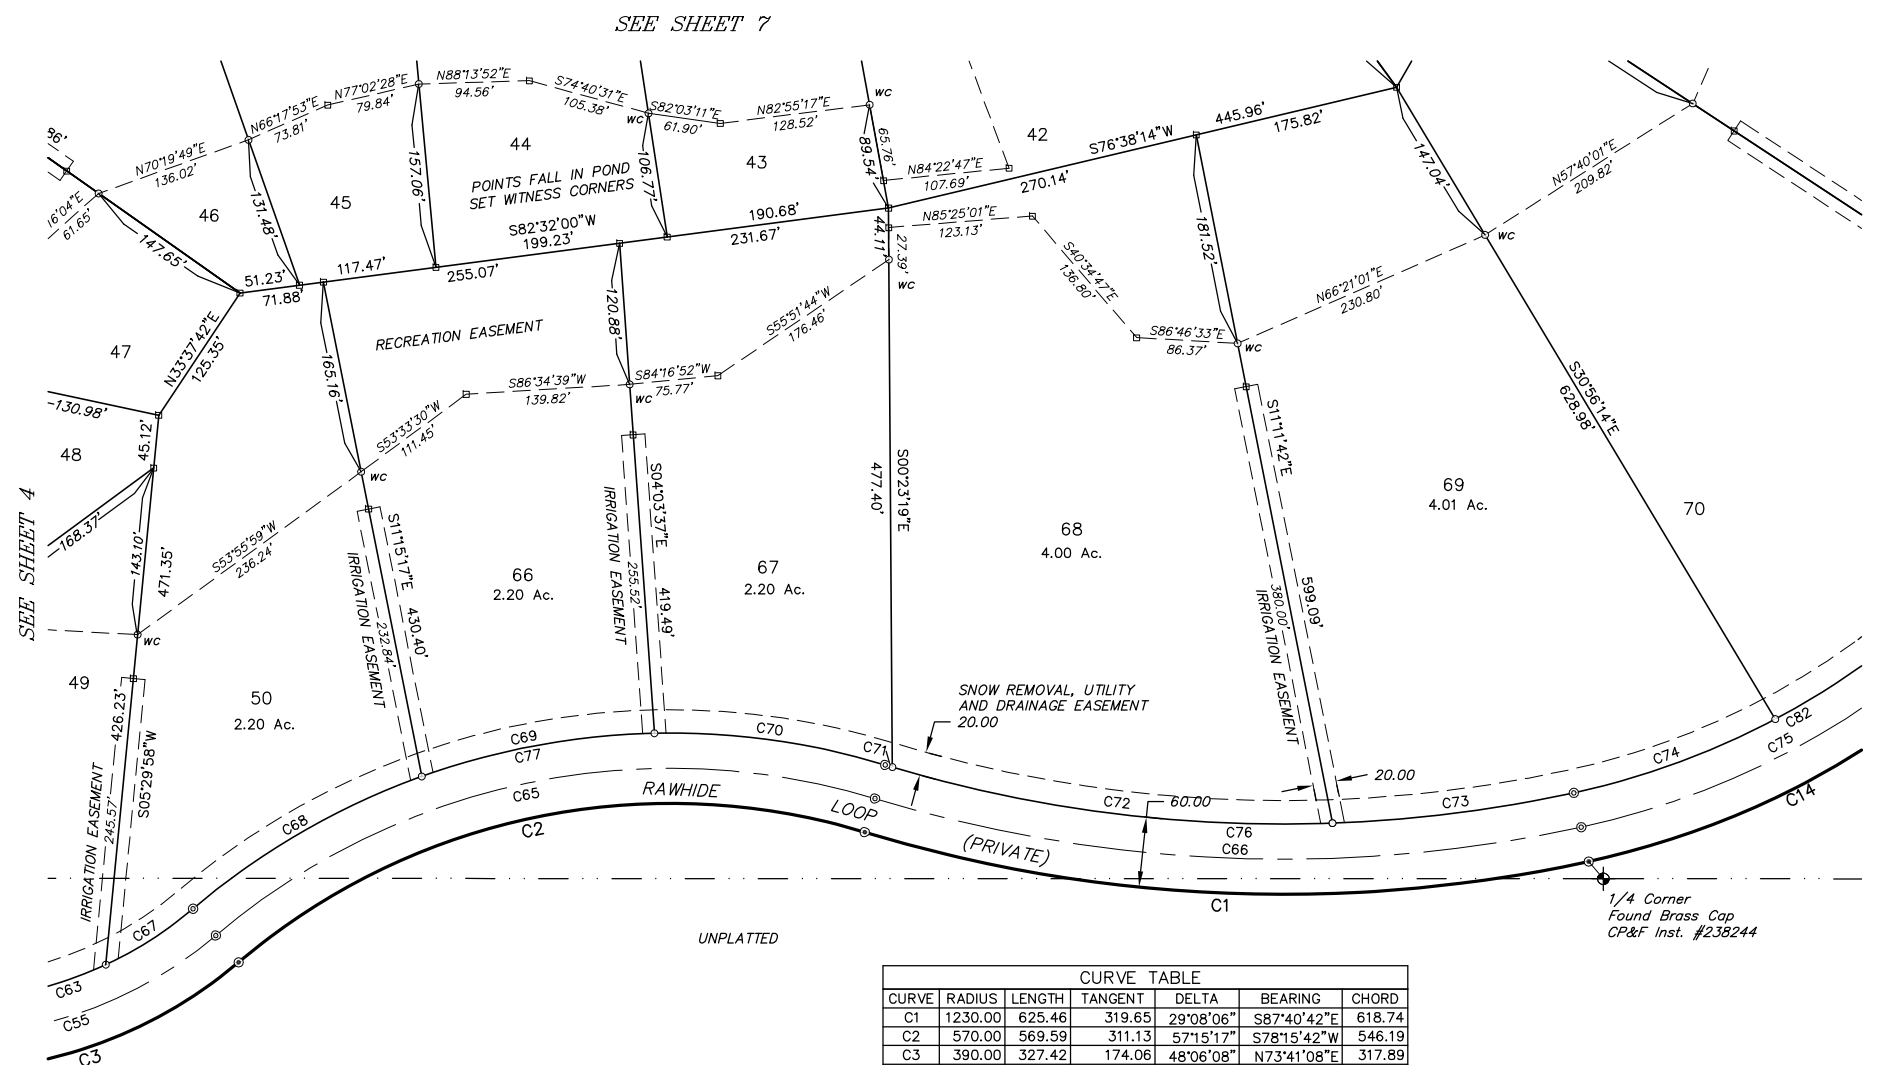 SEE SHEET 7
SEE SHEET 4
86'
N70°19'49"E
136.02'
N66°17'53"E
73.81'
N77°02'28"E
79.84'
N88°13'52"E
94.56'
S74°40'31"E
105.38'
S82°03'11"E
61.90'
WC
N82°55'17"E
128.52'
WC
65.76'
89.54'
N84°22'47"E
107.69'
42
S76°38'14"W
445.96'
175.82'
270.14'
147.04'
N57°40'01"E
209.82'
16'04"E
61.65'
147.65'
46
131.48'
45
157.06'
44
POINTS FALL IN POND
SET WITNESS CORNERS
106.77'
43
S82°32'00"W
199.23'
190.68'
231.67'
51.23'
71.88'
117.47'
255.07'
44.11'
27.39'
WC
N85°25'01"E
123.13'
S40°34'47"E
136.80'
S86°46'33"E
86.37'
181.52'
WC
N66°21'01"E
230.80'
WC
47
N33°37'42"E
125.35'
130.98'
RECREATION EASEMENT
165.16'
120.88'
S55°51'44"W
176.46'
S84°16'52"W
75.77'
WC
S86°34'39"W
139.82'
S53°33'30"W
111.45'
WC
48
45.12'
168.37'
143.10'
471.35'
S53°55'59"W
236.24'
WC
S11°15'17"E 430.40'
232.84'
IRRIGATION EASEMENT
S04°03'37"E
419.49'
255.52'
IRRIGATION EASEMENT
S00°23'19"E
477.40'
S11°11'42"E
599.09'
380.00'
IRRIGATION EASEMENT
S30°56'14"E
628.98'
69
4.01 Ac.
70
68
4.00 Ac.
67
2.20 Ac.
66
2.20 Ac.
49
50
2.20 Ac.
426.23'
S05°29'58"W
245.57'
IRRIGATION EASEMENT
SNOW REMOVAL, UTILITY
AND DRAINAGE EASEMENT
20.00
C69
C77
C70
C71
C65
RAWHIDE
LOOP
(PRIVATE)
C72
60.00
20.00
C73
C74
C82
C75
C14
C76
C66
C68
C2
C67
C63
C55
C3
C1
UNPLATTED
1/4 Corner
Found Brass Cap
CP&F Inst. #238244
CURVE TABLE
CURVE RADIUS LENGTH TANGENT DELTA BEARING CHORD
C1 1230.00 625.46 319.65 29°08'06" S87°40'42"E 618.74
C2 570.00 569.59 311.13 57°15'17" S78°15'42"W 546.19
C3 390.00 327.42 174.06 48°06'08" N73°41'08"E 317.89